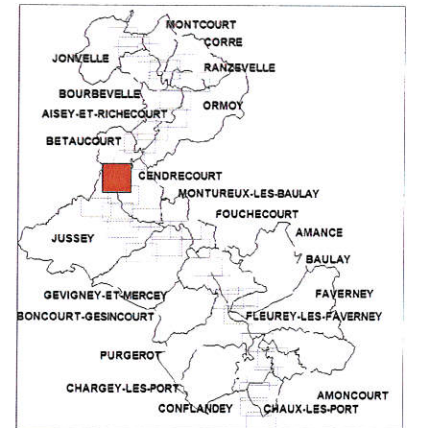 MONTCOURT
CORRE
JONVELLE
RANZEVELLE
BOURBEVELLE
ORMOY
AISEY-ET-RICHECOURT
BETAUCOURT
CENDRECOURT
MONTUREUX-LES-BAULAY
FOUCHECOURT
AMANCE
JUSSEY
BAULAY
GEVIGNEY-ET-MERCEY
FAVERNEY
BONCOURT-GESINCOURT
FLEUREY-LES-FAVERNEY
PURGEROT
CHARGEY-LES-PORT
AMONCOURT
CONFLANDEY
CHAUX-LES-PORT